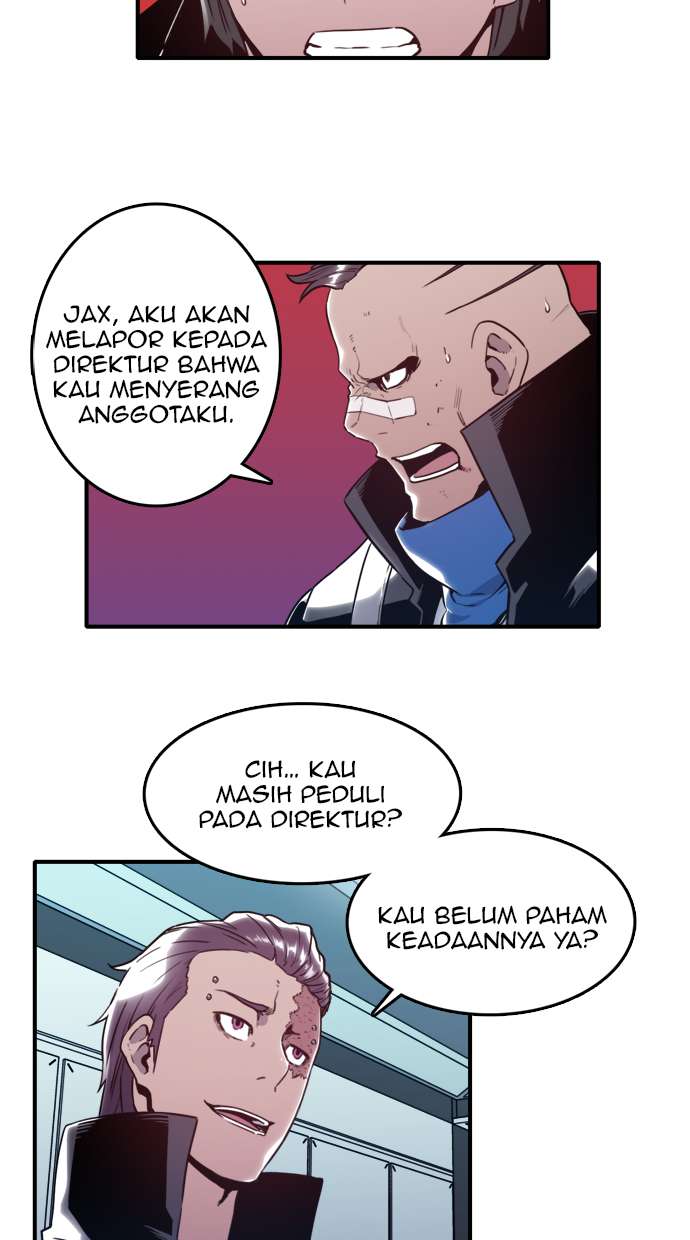 JAX, AKU AKAN
MELAPOR KEPADA
DIREKTUR BAHWA
KAU MENYERANG
ANGGOTAKU.
CIH... KAU
MASIH PEDULI
PADA DIREKTUR?
KAU BELUM PAHAM
KEADAANNYA YA?